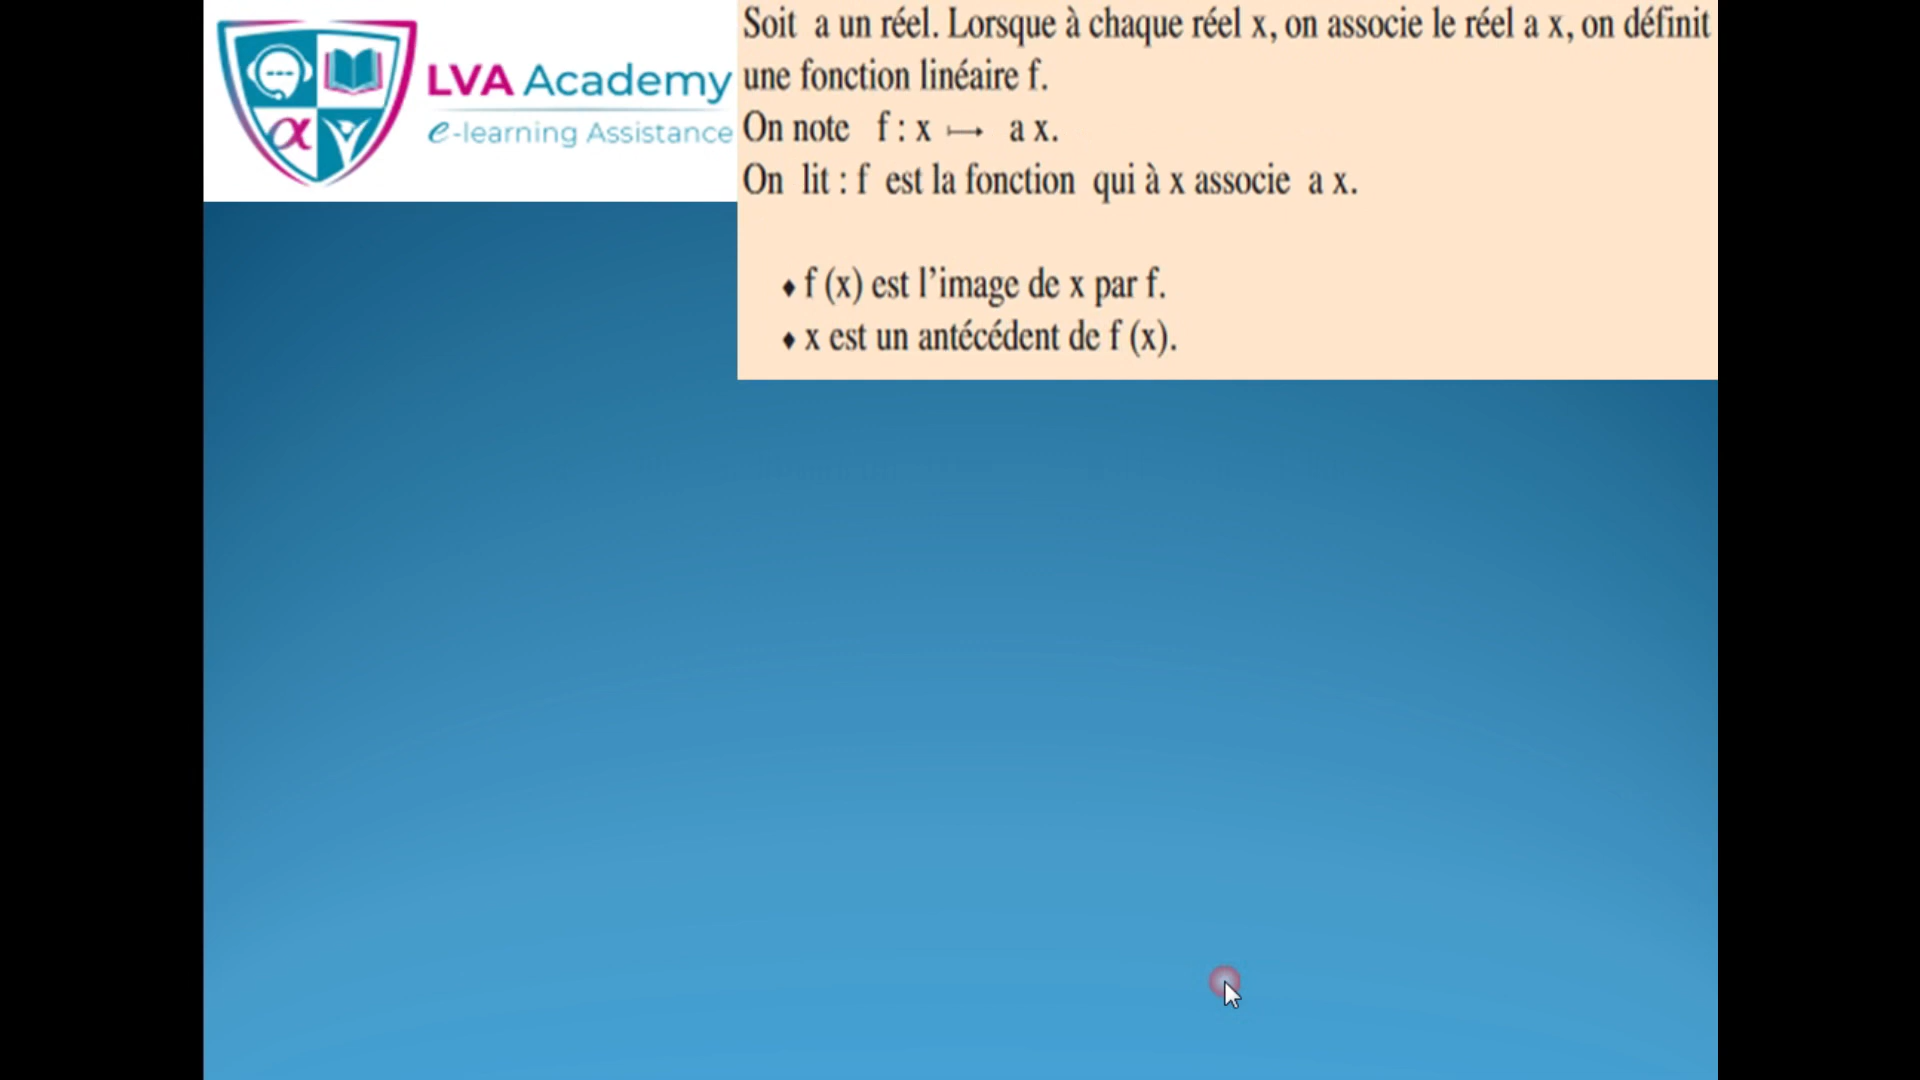 LVA Academy
e-learning Assistance
Soit a un réel. Lorsque à chaque réel x, on associe le réel a x, on définit
une fonction linéaire f.
On note f : x ⟼ a x.
On lit : f est la fonction qui à x associe a x.
♦ f (x) est l’image de x par f.
♦ x est un antécédent de f (x).